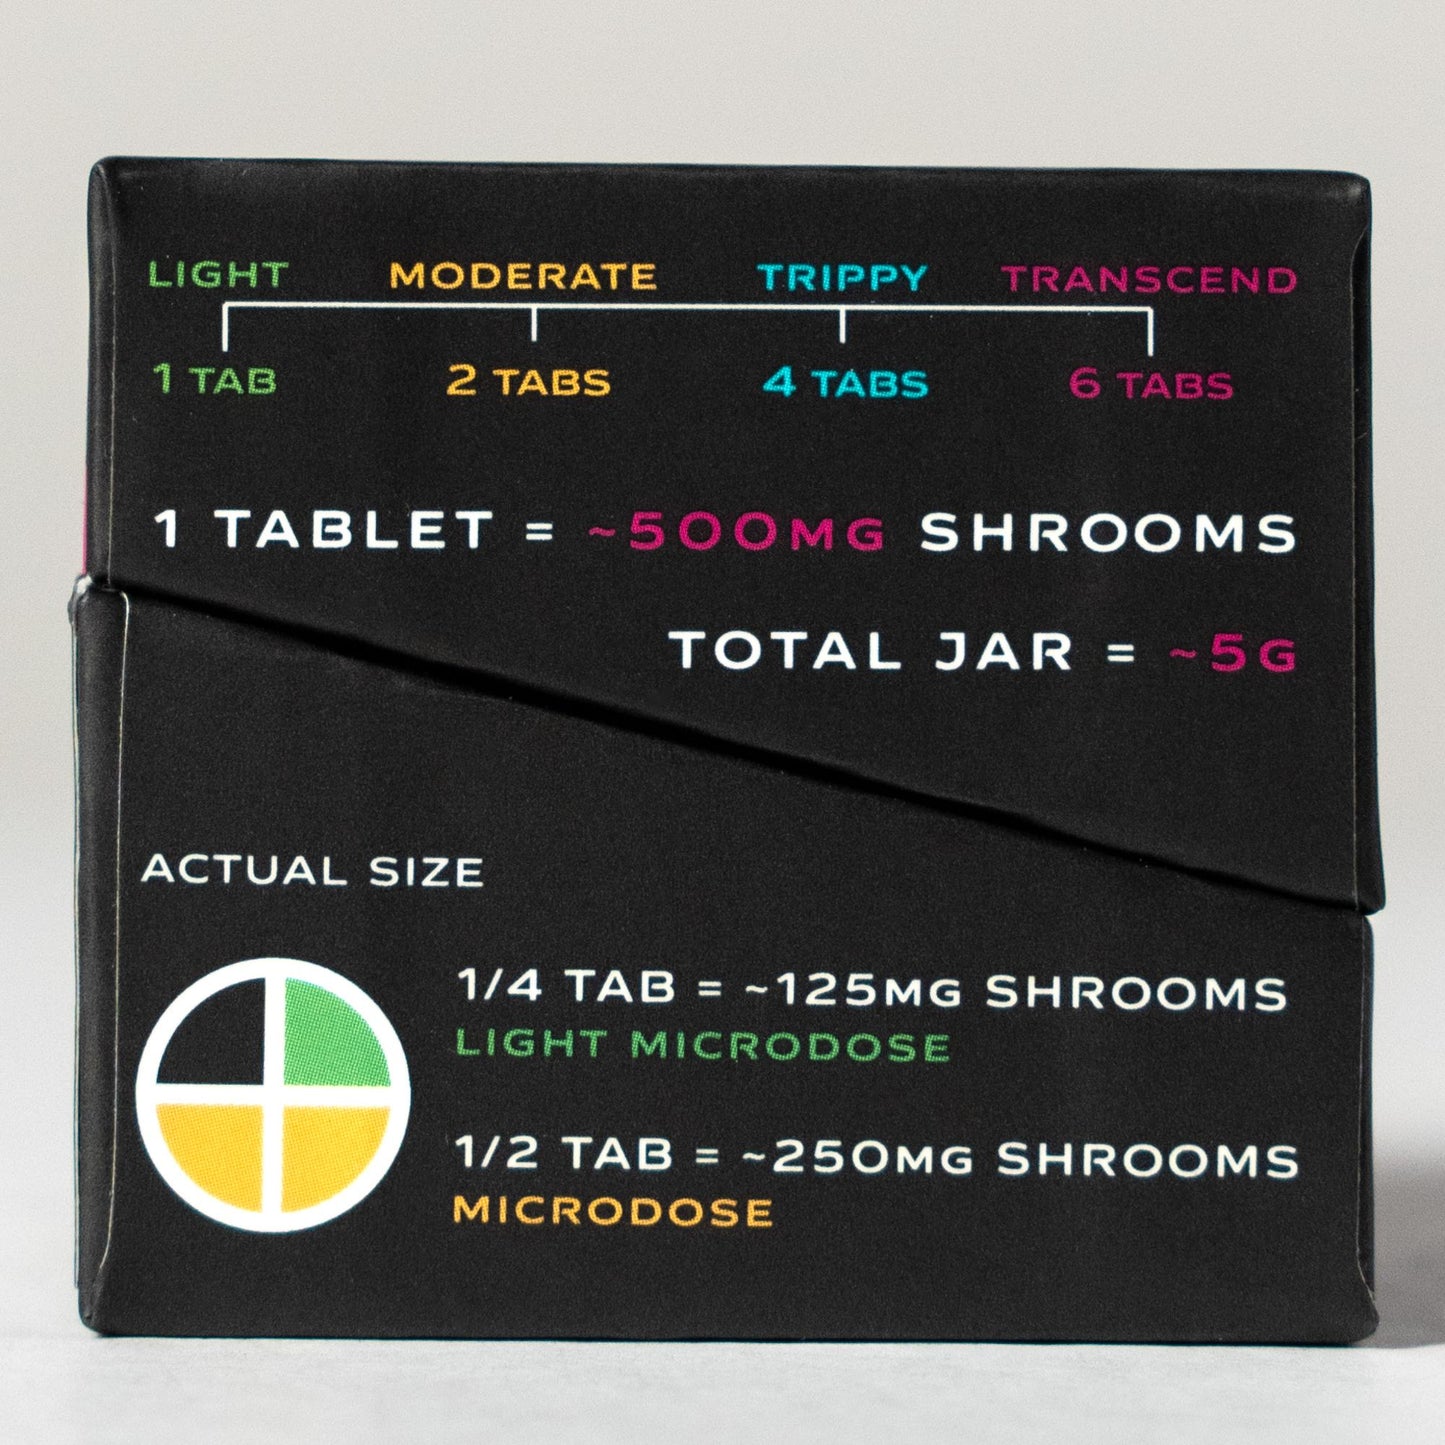 LIGHT MODERATE TRIPPY TRANSCEND
1 TAB 2 TABS 4 TABS 6 TABS
1 TABLET = ~500MG SHROOMS
TOTAL JAR = ~5G
ACTUAL SIZE
1/4 TAB = ~125MG SHROOMS
LIGHT MICRODOSE
1/2 TAB = ~250MG SHROOMS
MICRODOSE